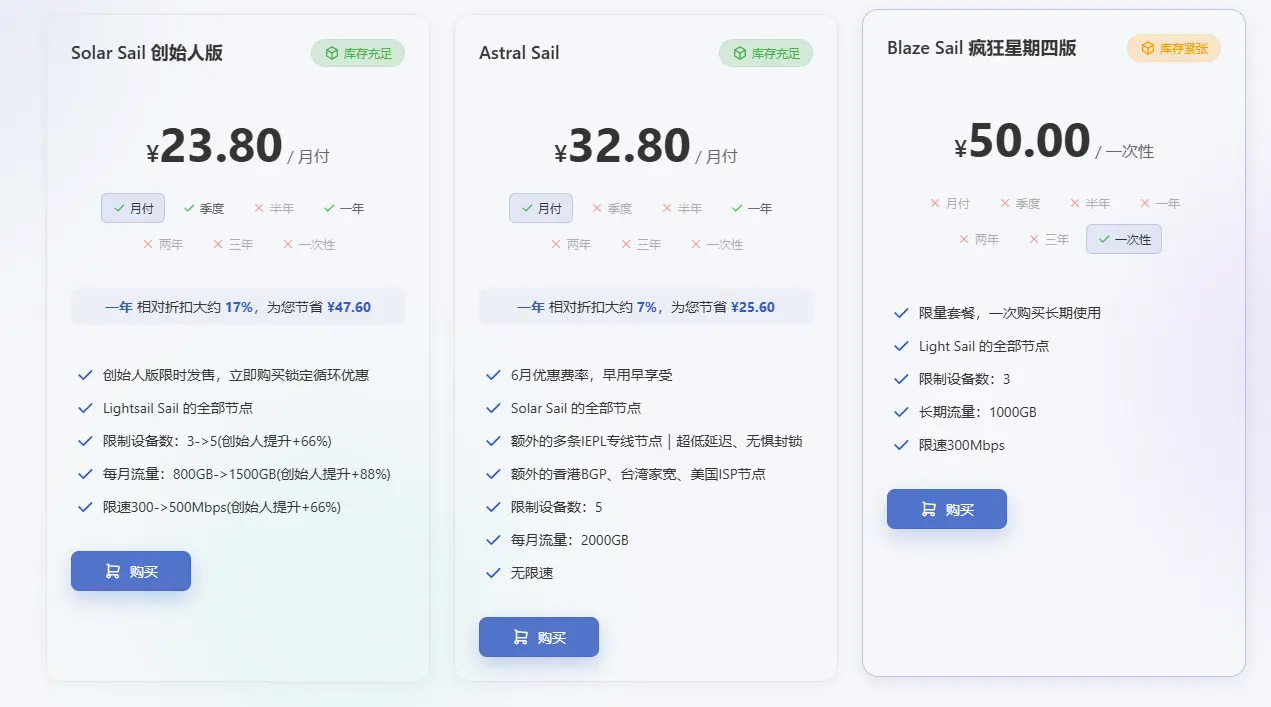 Solar Sail 创始人版
库存充足
¥23.80 / 月付
月付 季度 半年 一年
两年 三年 一次性
一年 相对折扣大约 17%，为您节省 ¥47.60
创始人版限时发售，立即购买锁定循环优惠
Lightsail Sail 的全部节点
限制设备数：3->5(创始人提升+66%)
每月流量：800GB->1500GB(创始人提升+88%)
限速300->500Mbps(创始人提升+66%)
购买
Astral Sail
库存充足
¥32.80 / 月付
月付 季度 半年 一年
两年 三年 一次性
一年 相对折扣大约 7%，为您节省 ¥25.60
6月优惠费率，早用早享受
Solar Sail 的全部节点
额外的多条IEPL专线节点 | 超低延迟、无惧封锁
额外的香港BGP、台湾家宽、美国ISP节点
限制设备数：5
每月流量：2000GB
无限速
购买
Blaze Sail 疯狂星期四版
库存紧张
¥50.00 / 一次性
月付 季度 半年 一年
两年 三年 一次性
限量套餐，一次购买长期使用
Light Sail 的全部节点
限制设备数：3
长期流量：1000GB
限速300Mbps
购买